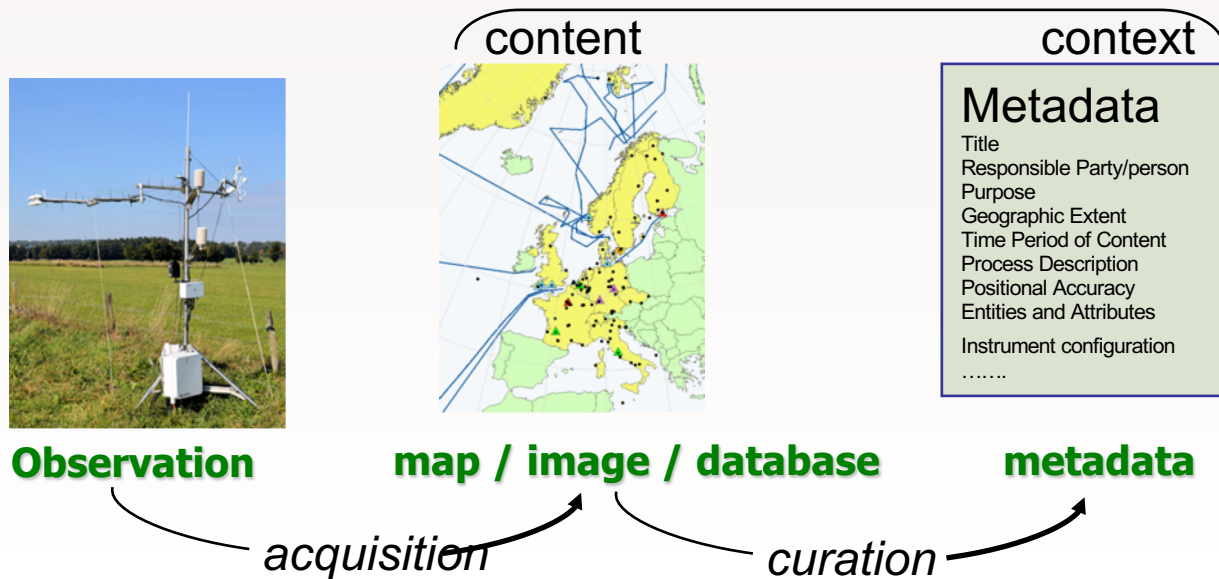 content
context
Metadata
Title
Responsible Party/person
Purpose
Geographic Extent
Time Period of Content
Process Description
Positional Accuracy
Entities and Attributes
Instrument configuration
…….
Observation
map / image / database
metadata
acquisition
curation